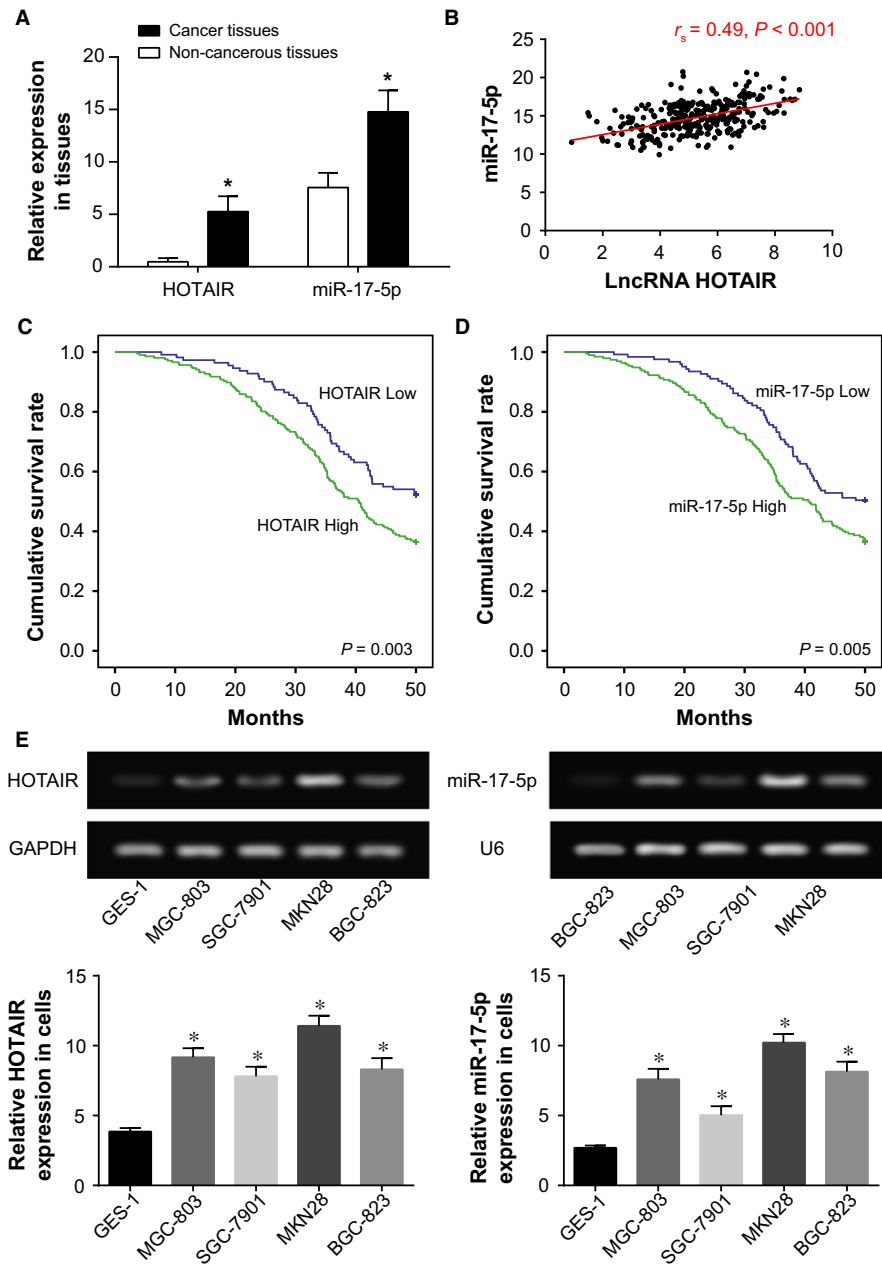 A
Cancer tissues
Non-cancerous tissues
Relative expression
in tissues
20
15
10
5
0
*
*
HOTAIR
miR-17-5p
B
rs = 0.49, P < 0.001
miR-17-5p
25
20
15
10
5
0
0
2
4
6
8
10
LncRNA HOTAIR
C
Cumulative survival rate
1.0
0.8
0.6
0.4
0.2
0.0
HOTAIR Low
HOTAIR High
P = 0.003
0
10
20
30
40
50
Months
D
Cumulative survival rate
1.0
0.8
0.6
0.4
0.2
0.0
miR-17-5p Low
miR-17-5p High
P = 0.005
0
10
20
30
40
50
Months
E
HOTAIR
GAPDH
GES-1
MGC-803
SGC-7901
MKN28
BGC-823
miR-17-5p
U6
BGC-823
MGC-803
SGC-7901
MKN28
Relative HOTAIR
expression in cells
15
10
5
0
*
*
*
*
GES-1
MGC-803
SGC-7901
MKN28
BGC-823
Relative miR-17-5p
expression in cells
15
10
5
0
*
*
*
*
GES-1
MGC-803
SGC-7901
MKN28
BGC-823